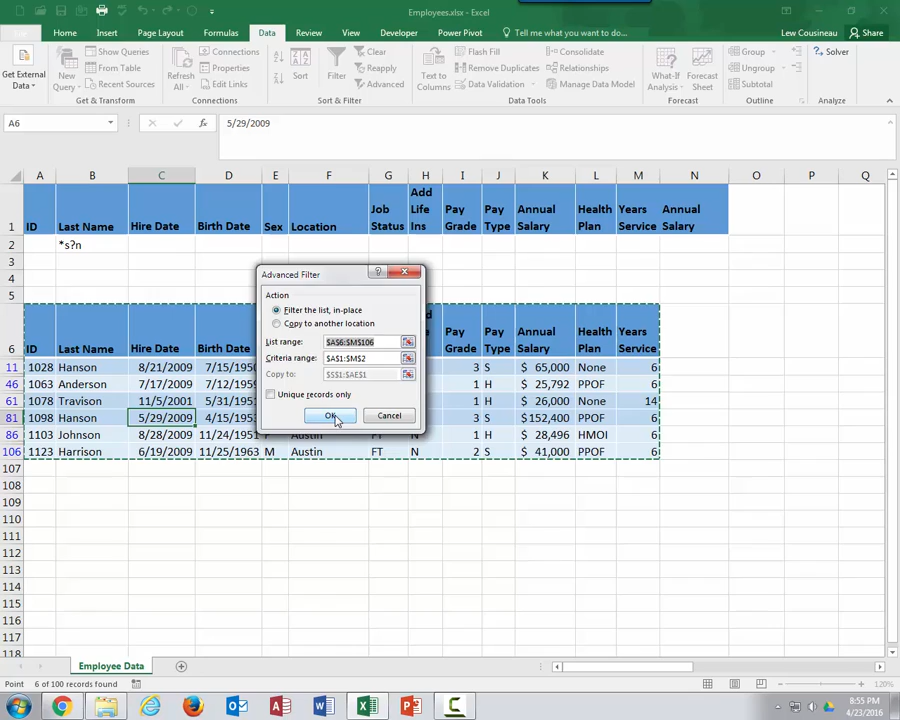 Employees.xlsx - Excel
Lew Cousineau
Home Insert Page Layout Formulas Data Review View Developer Power Pivot Tell me what you want to do... Share
Get External Data
Show Queries
From Table
Recent Sources
New Query
Get & Transform
Refresh All
Connections
Properties
Edit Links
Connections
Sort
Filter
Clear
Reapply
Advanced
Sort & Filter
Text to Columns
Flash Fill
Remove Duplicates
Data Validation
Consolidate
Relationships
Manage Data Model
Data Tools
What-If Analysis
Forecast Sheet
Forecast
Group
Ungroup
Subtotal
Outline
Solver
Analyze
A6 fx 5/29/2009
A B C D E F G H I J K L M N O P Q
1 ID Last Name Hire Date Birth Date Sex Location Job Status Add Life Ins Pay Grade Pay Type Annual Salary Health Plan Years Service Annual Salary
2 *s?n
3
4
5
6 ID Last Name Hire Date Birth Date Pay Grade Pay Type Annual Salary Health Plan Years Service
11 1028 Hanson 8/21/2009 7/15/1950 3 S $ 65,000 None 6
46 1063 Anderson 7/17/2009 7/12/195 1 H $ 25,792 PPOF 6
61 1078 Travison 11/5/2001 5/31/195 1 H $ 26,000 None 14
81 1098 Hanson 5/29/2009 4/15/195 3 S $152,400 PPOF 6
86 1103 Johnson 8/28/2009 11/24/1951 F Austin FT N 1 H $ 28,496 HMOI 6
106 1123 Harrison 6/19/2009 11/25/1963 M Austin FT N 2 S $ 41,000 PPOF 6
107
108
109
110
111
112
113
114
115
116
117
118
Advanced Filter
?
Action
Filter the list, in-place
Copy to another location
List range: $A$6:$M$106
Criteria range: $A$1:$M$2
Copy to: $S$1:$AE$1
Unique records only
OK Cancel
Employee Data
Point 6 of 100 records found 120%
8:55 PM
4/23/2016